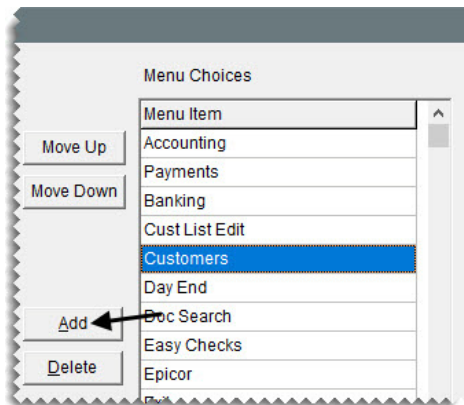 Menu Choices
Menu Item
Move Up
Accounting
Payments
Move Down
Banking
Cust List Edit
Customers
Day End
Add
Doc Search
Easy Checks
Delete
Epicor